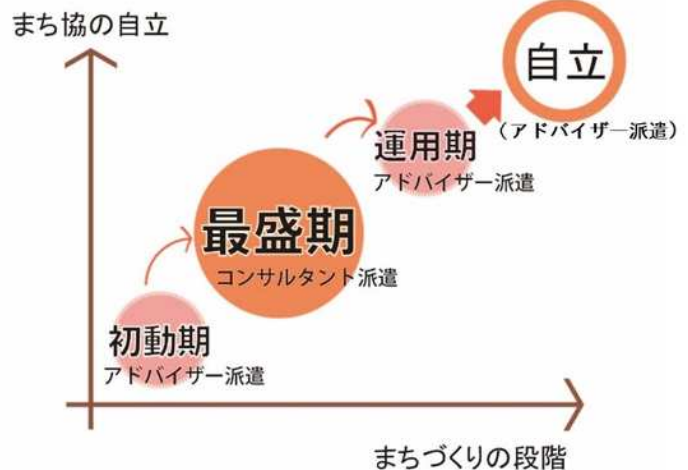 まち協の自立
自立
（アドバイザー派遣）
運用期
アドバイザー派遣
最盛期
コンサルタント派遣
初動期
アドバイザー派遣
まちづくりの段階